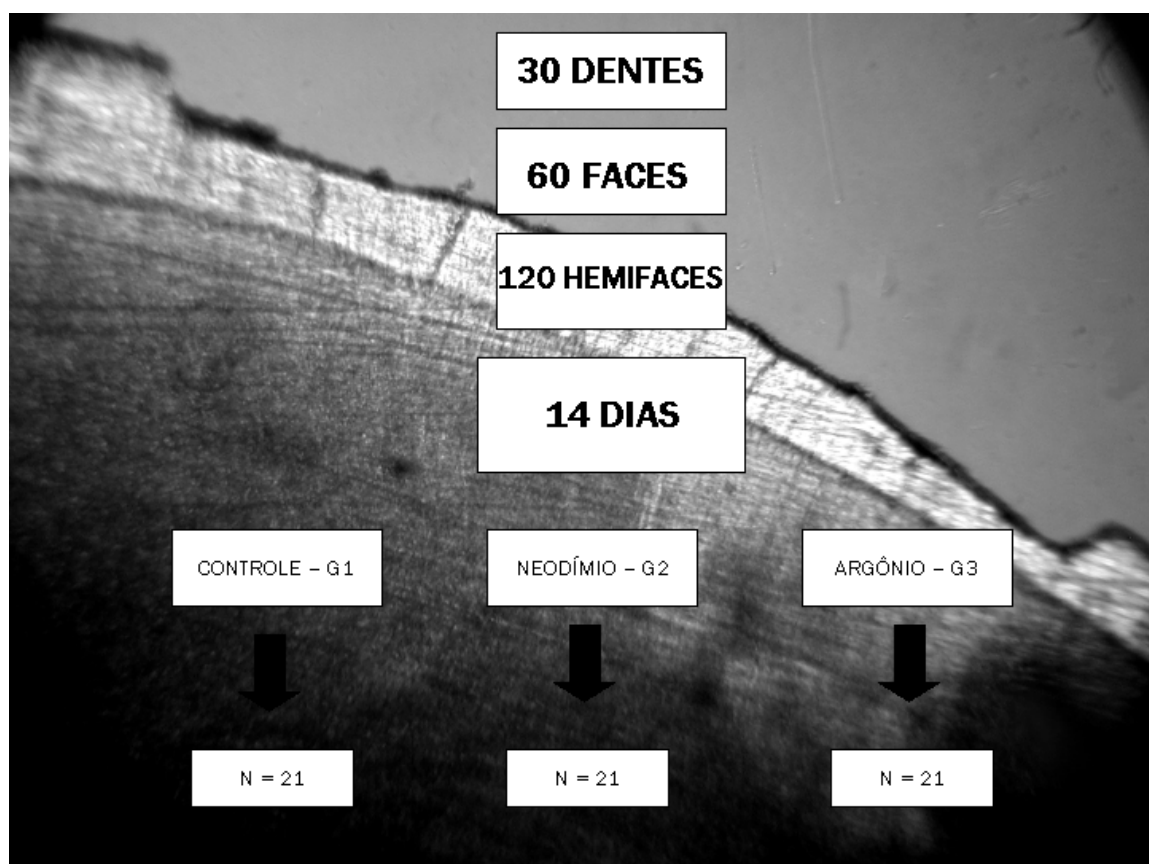 30 DENTES
60 FACES
120 HEMIFACES
14 DIAS
CONTROLE – G1
NEODÍMIO – G2
ARGÔNIO – G3
N = 21
N = 21
N = 21